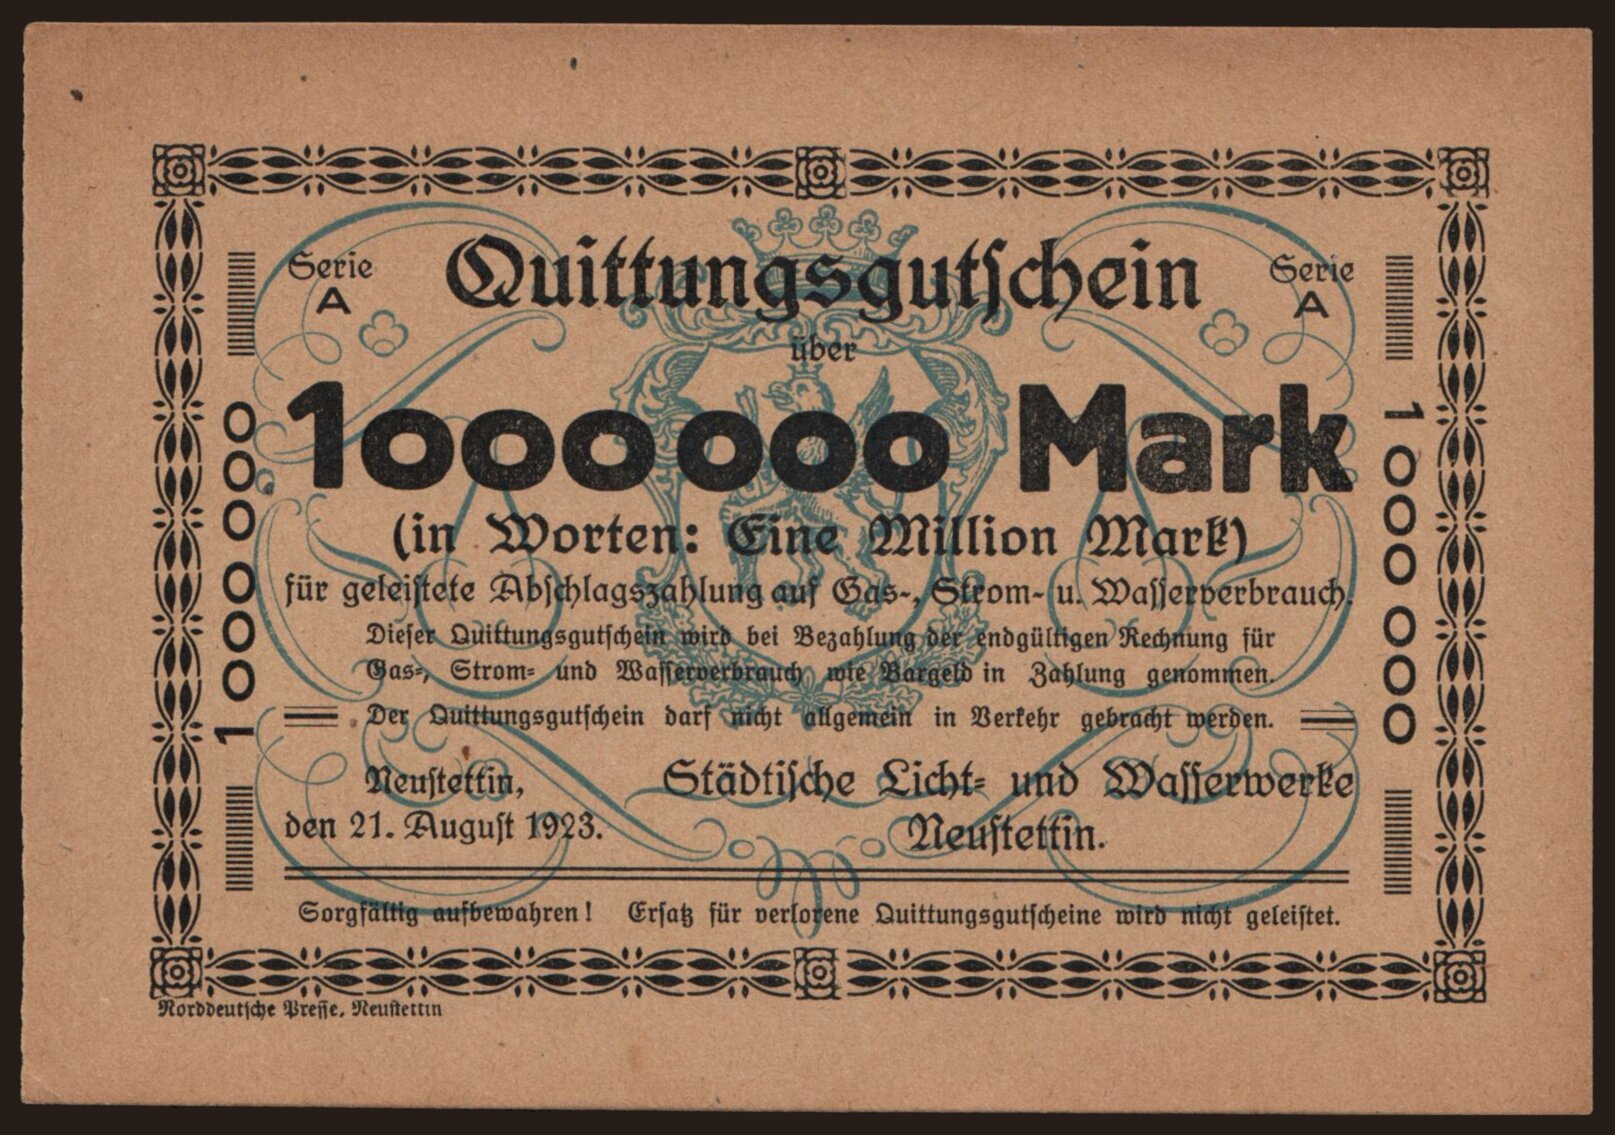 Serie
A
Quittungsgutschein
Serie
A
über
1000000 Mark
(in Worten: Eine Million Mark)
für geleistete Abschlagszahlung auf Gas-, Strom- u. Wasserverbrauch.
Dieser Quittungsgutschein wird bei Bezahlung der endgültigen Rechnung für
Gas-, Strom- und Wasserverbrauch wie Bargeld in Zahlung genommen.
Der Quittungsgutschein darf nicht allgemein in Verkehr gebracht werden.
Neustettin,
den 21. August 1923.
Städtische Licht- und Wasserwerke
Neustettin.
Sorgfältig aufbewahren! Ersatz für verlorene Quittungsgutscheine wird nicht geleistet.
1000000
1000000
Norddeutsche Presse, Neustettin